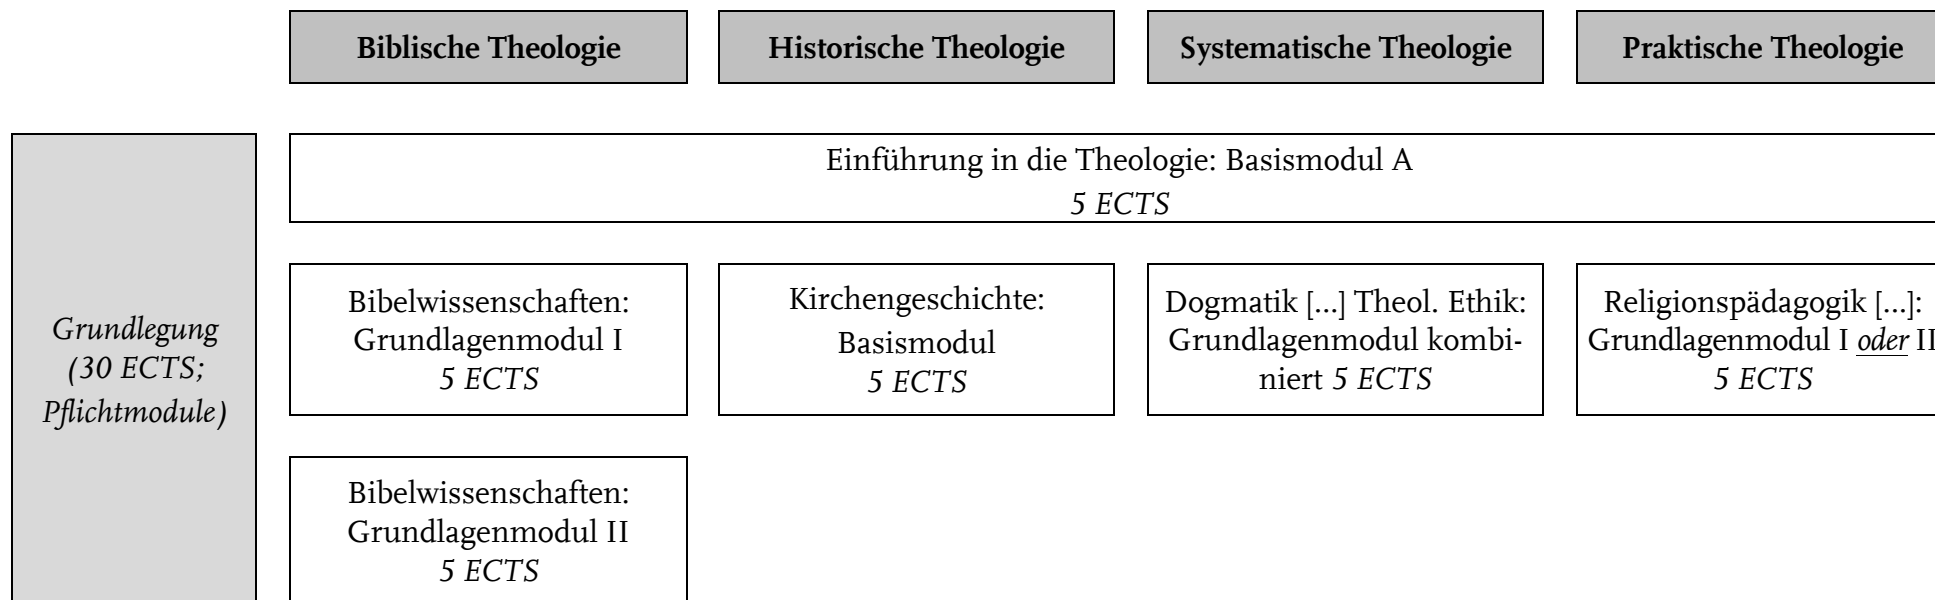 Biblische Theologie
Historische Theologie
Systematische Theologie
Praktische Theologie
Einführung in die Theologie: Basismodul A
5 ECTS
Grundlegung
(30 ECTS;
Pflichtmodule)
Bibelwissenschaften:
Grundlagenmodul I
5 ECTS
Kirchengeschichte:
Basismodul
5 ECTS
Dogmatik [...] Theol. Ethik:
Grundlagenmodul kombi-
niert 5 ECTS
Religionspädagogik [...]:
Grundlagenmodul I oder II
5 ECTS
Bibelwissenschaften:
Grundlagenmodul II
5 ECTS